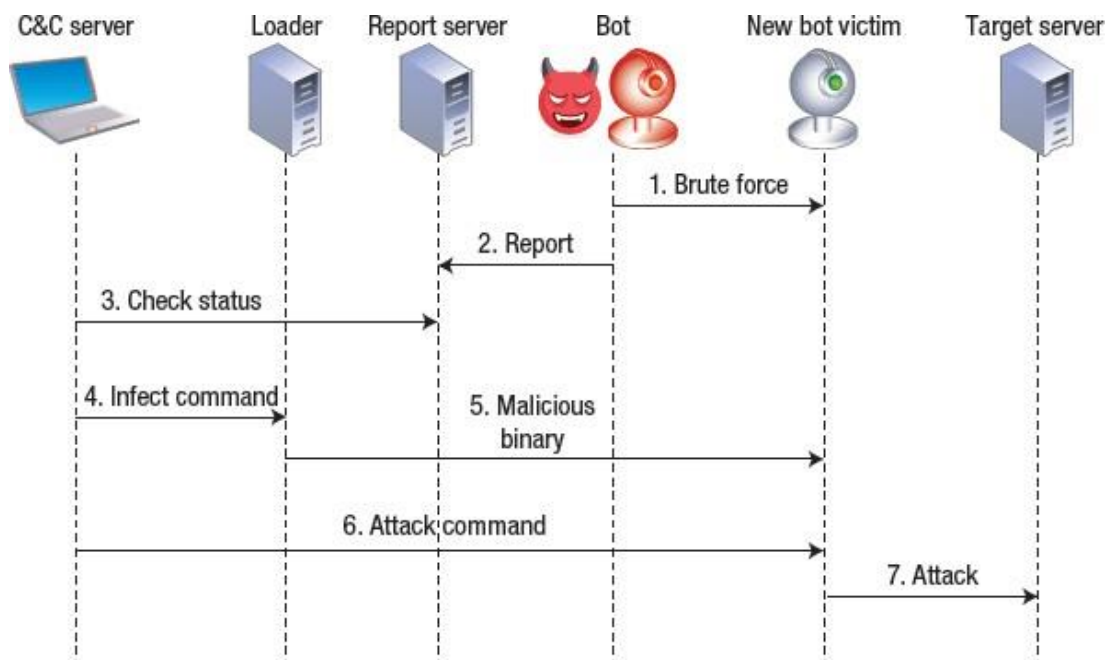 C&C server
Loader
Report server
Bot
New bot victim
Target server
1. Brute force
2. Report
3. Check status
4. Infect command
5. Malicious
binary
6. Attack command
7. Attack